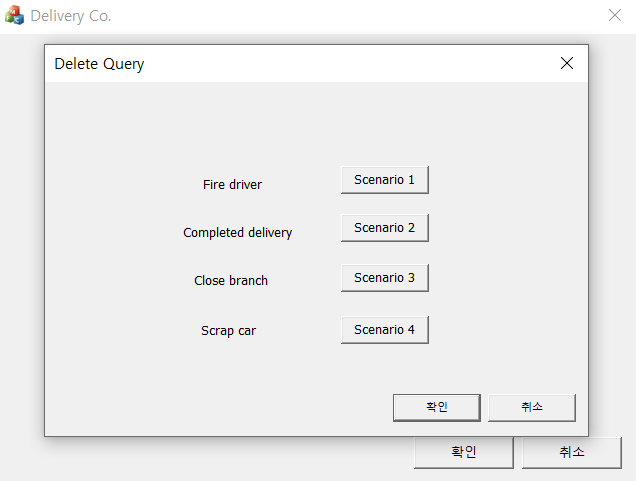 Delivery Co.
Delete Query
Fire driver Scenario 1
Completed delivery Scenario 2
Close branch Scenario 3
Scrap car Scenario 4
확인 취소
확인 취소